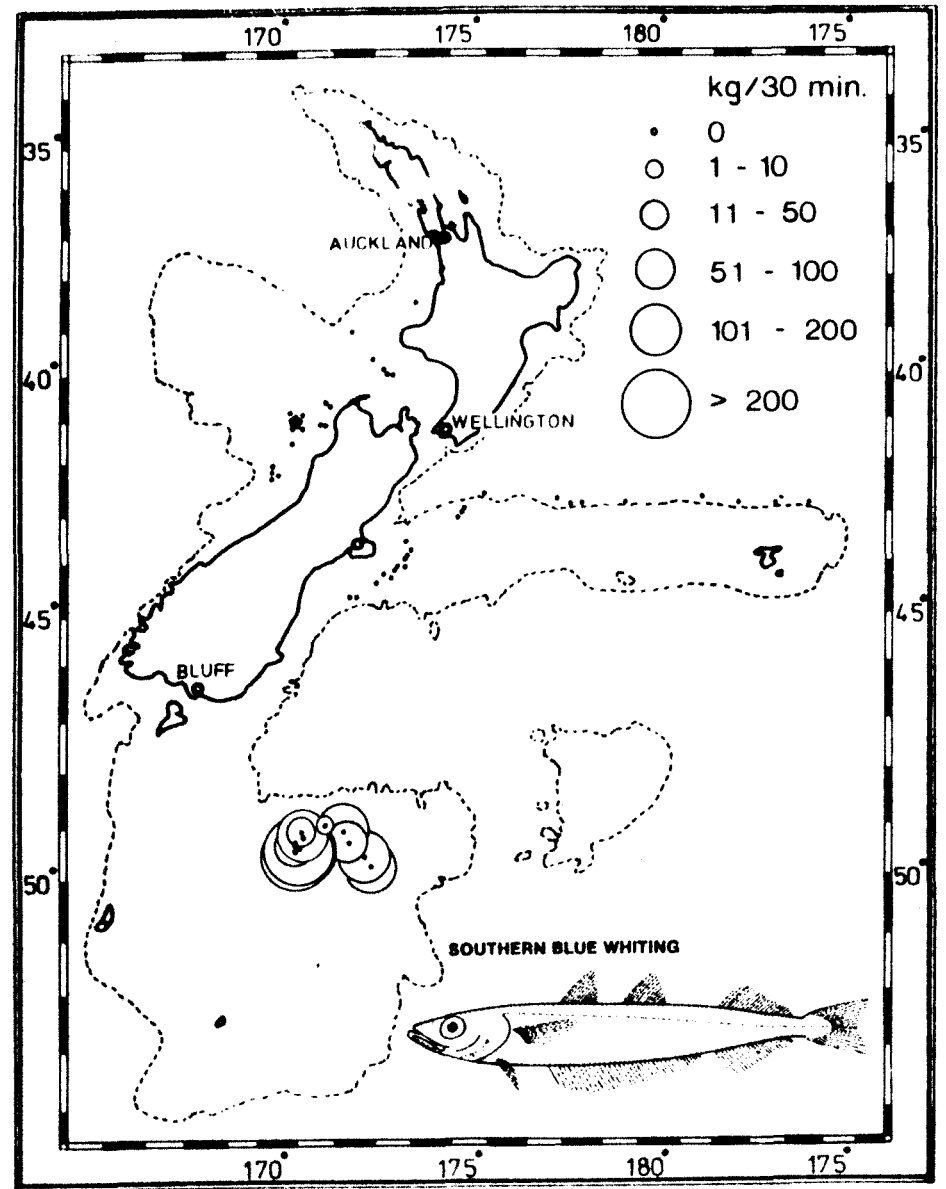 170° 175° 180° 175°
kg/30 min.
0
35° 35°
1 - 10
11 - 50
AUCKLAND
51 - 100
101 - 200
40° 40°
> 200
WELLINGTON
45° 45°
BLUFF
50° 50°
SOUTHERN BLUE WHITING
170° 175° 180° 175°